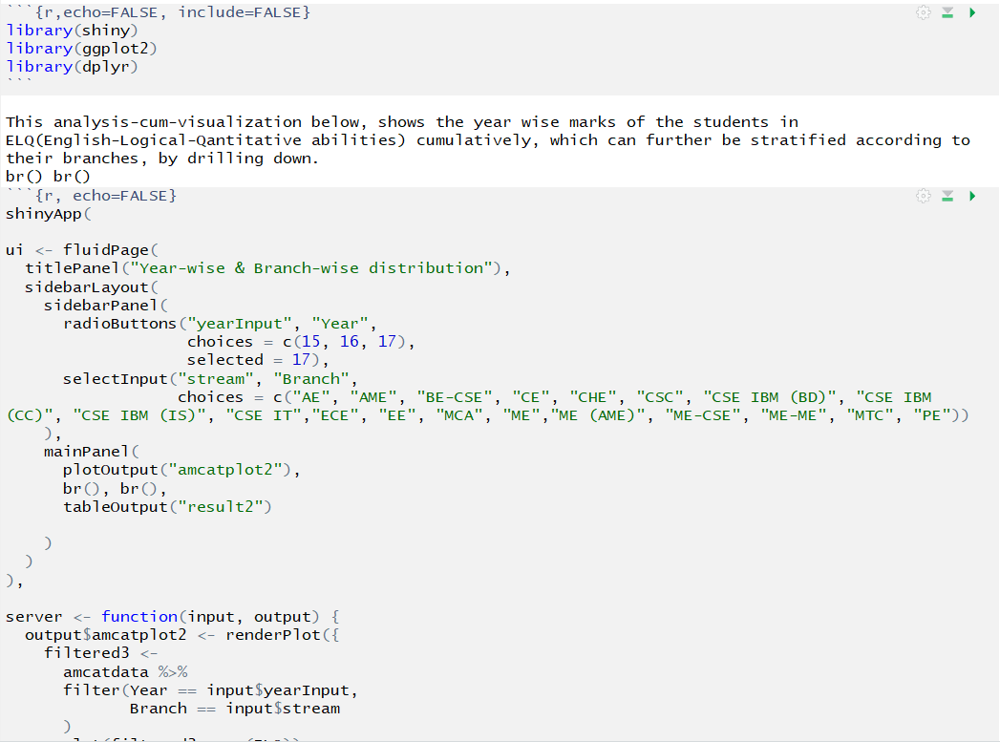 ```{r,echo=FALSE, include=FALSE}
library(shiny)
library(ggplot2)
library(dplyr)
```
This analysis-cum-visualization below, shows the year wise marks of the students in
ELQ(English-Logical-Qantitative abilities) cumulatively, which can further be stratified according to
their branches, by drilling down.
br() br()
```{r, echo=FALSE}
shinyApp(
ui <- fluidPage(
  titlePanel("Year-wise & Branch-wise distribution"),
  sidebarLayout(
    sidebarPanel(
      radioButtons("yearInput", "Year",
                   choices = c(15, 16, 17),
                   selected = 17),
      selectInput("stream", "Branch",
                  choices = c("AE", "AME", "BE-CSE", "CE", "CHE", "CSC", "CSE IBM (BD)", "CSE IBM
(CC)", "CSE IBM (IS)", "CSE IT","ECE", "EE", "MCA", "ME","ME (AME)", "ME-CSE", "ME-ME", "MTC", "PE"))
    ),
    mainPanel(
      plotOutput("amcatplot2"),
      br(), br(),
      tableOutput("result2")
    )
  )
),
server <- function(input, output) {
  output$amcatplot2 <- renderPlot({
    filtered3 <-
      amcatdata %>%
      filter(Year == input$yearInput,
             Branch == input$stream
      )